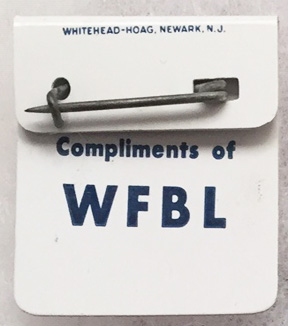 WHITEHEAD-HOAG, NEWARK, N.J.
Compliments of
WFBL